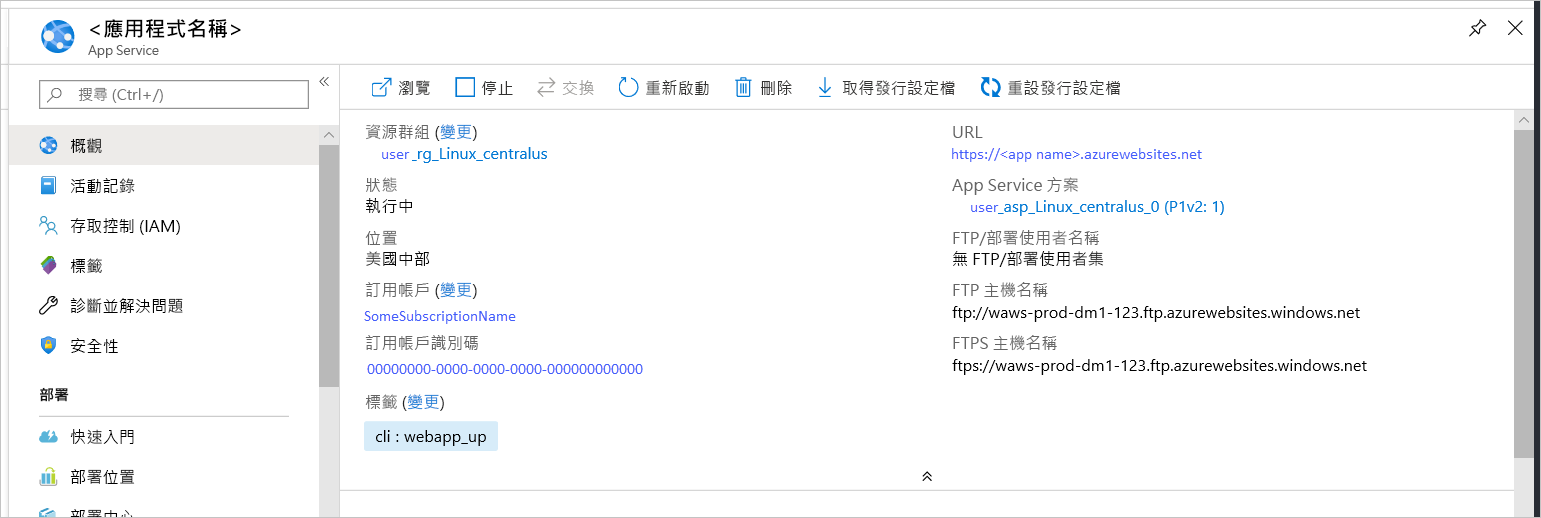 <應用程式名稱>
App Service
搜尋 (Ctrl+/)
概觀
活動記錄
存取控制 (IAM)
標籤
診斷並解決問題
安全性
部署
快速入門
部署位置
部署中心
瀏覽 停止 交換 重新啟動 刪除 取得發行設定檔 重設發行設定檔
資源群組 (變更)
user _rg_Linux_centralus
狀態
執行中
位置
美國中部
訂用帳戶 (變更)
SomeSubscriptionName
訂用帳戶識別碼
00000000-0000-0000-0000-000000000000
標籤 (變更)
cli : webapp_up
URL
https://<app name>.azurewebsites.net
App Service 方案
user_asp_Linux_centralus_0 (P1v2: 1)
FTP/部署使用者名稱
無 FTP/部署使用者集
FTP 主機名稱
ftp://waws-prod-dm1-123.ftp.azurewebsites.windows.net
FTPS 主機名稱
ftps://waws-prod-dm1-123.ftp.azurewebsites.windows.net